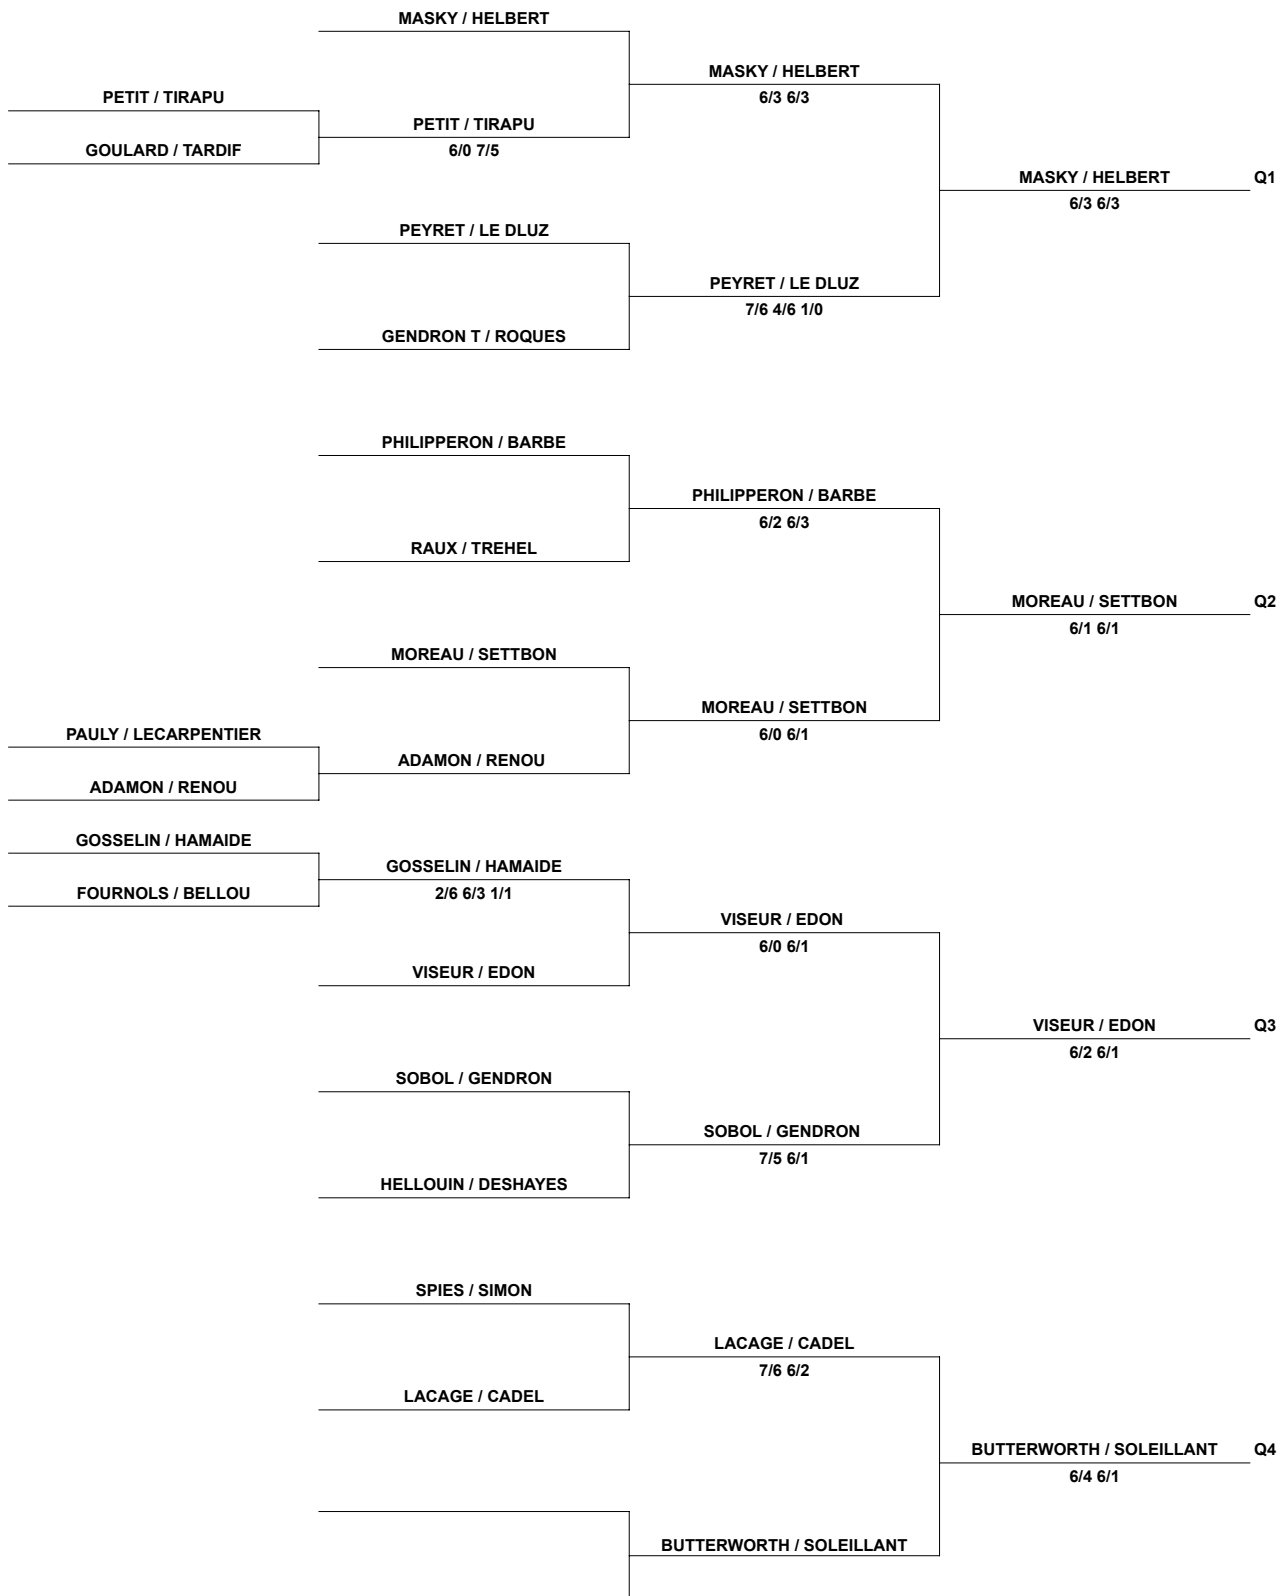 MASKY / HELBERT
MASKY / HELBERT
6/3 6/3
PETIT / TIRAPU
PETIT / TIRAPU
6/0 7/5
GOULARD / TARDIF
MASKY / HELBERT Q1
6/3 6/3
PEYRET / LE DLUZ
PEYRET / LE DLUZ
7/6 4/6 1/0
GENDRON T / ROQUES
PHILIPPERON / BARBE
PHILIPPERON / BARBE
6/2 6/3
RAUX / TREHEL
MOREAU / SETTBON Q2
6/1 6/1
MOREAU / SETTBON
MOREAU / SETTBON
6/0 6/1
PAULY / LECARPENTIER
ADAMON / RENOU
ADAMON / RENOU
GOSSELIN / HAMAIDE
GOSSELIN / HAMAIDE
2/6 6/3 1/1
FOURNOLS / BELLOU
VISEUR / EDON
6/0 6/1
VISEUR / EDON
VISEUR / EDON Q3
6/2 6/1
SOBOL / GENDRON
SOBOL / GENDRON
7/5 6/1
HELLOUIN / DESHAYES
SPIES / SIMON
LACAGE / CADEL
7/6 6/2
LACAGE / CADEL
BUTTERWORTH / SOLEILLANT Q4
6/4 6/1
BUTTERWORTH / SOLEILLANT